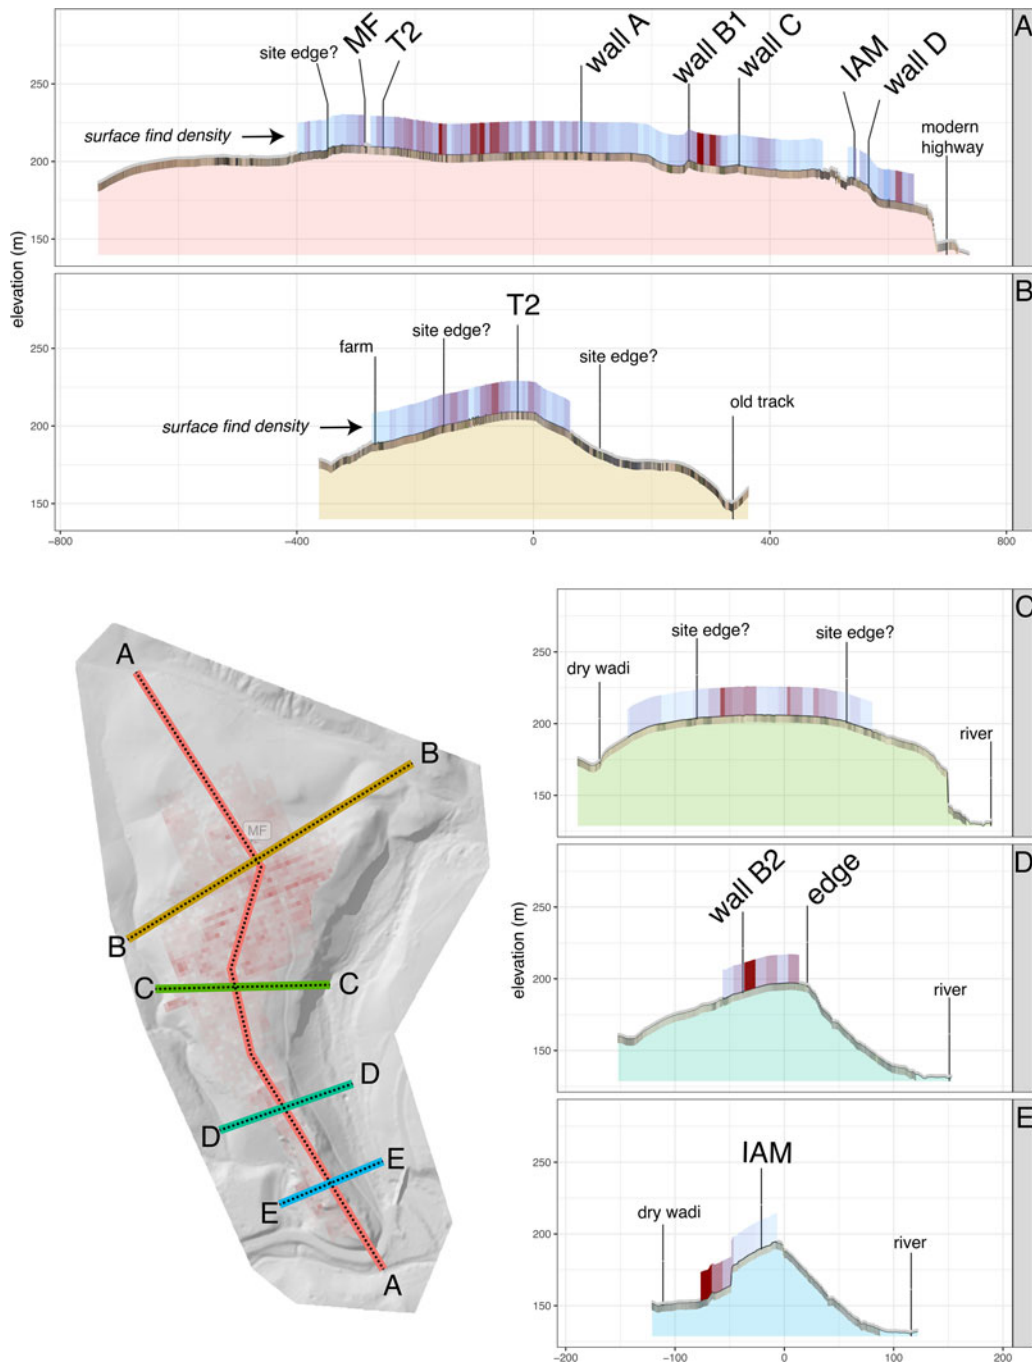 A
MF
T2
wall A
wall B1
wall C
IAM
wall D
site edge?
modern
highway
surface find density
250
200
150
elevation (m)
B
T2
site edge?
farm
site edge?
old track
surface find density
250
200
150
−800
−400
0
400
800
A
B
MF
B
C
C
D
D
E
E
A
C
site edge?
site edge?
dry wadi
river
250
200
150
D
wall B2
edge
river
250
200
150
elevation (m)
E
IAM
dry wadi
river
250
200
150
−200
−100
0
100
200